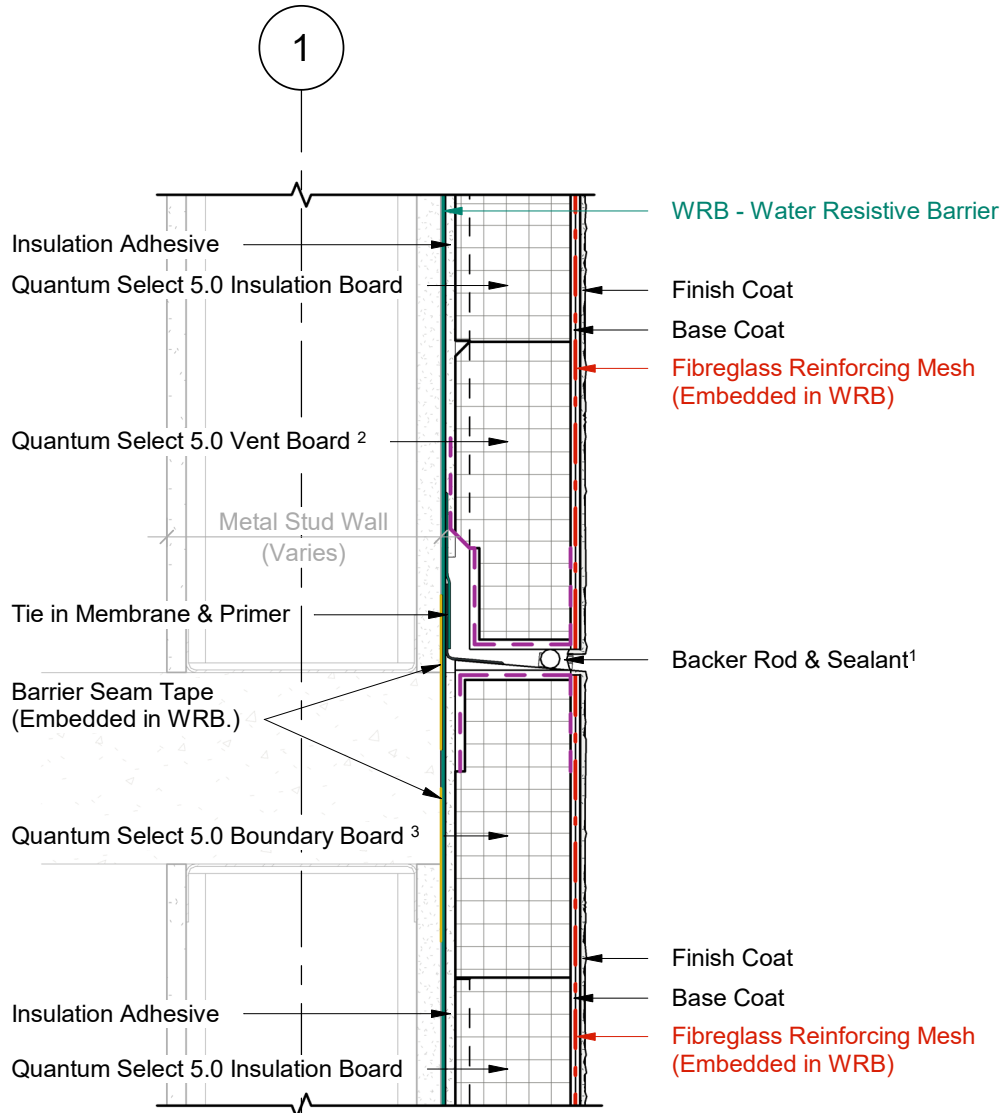 1
WRB - Water Resistive Barrier
Insulation Adhesive
Quantum Select 5.0 Insulation Board
Finish Coat
Base Coat
Fibreglass Reinforcing Mesh
(Embedded in WRB)
Quantum Select 5.0 Vent Board ²
Metal Stud Wall
(Varies)
Tie in Membrane & Primer
Backer Rod & Sealant¹
Barrier Seam Tape
(Embedded in WRB.)
Quantum Select 5.0 Boundary Board ³
Finish Coat
Base Coat
Insulation Adhesive
Fibreglass Reinforcing Mesh
(Embedded in WRB)
Quantum Select 5.0 Insulation Board